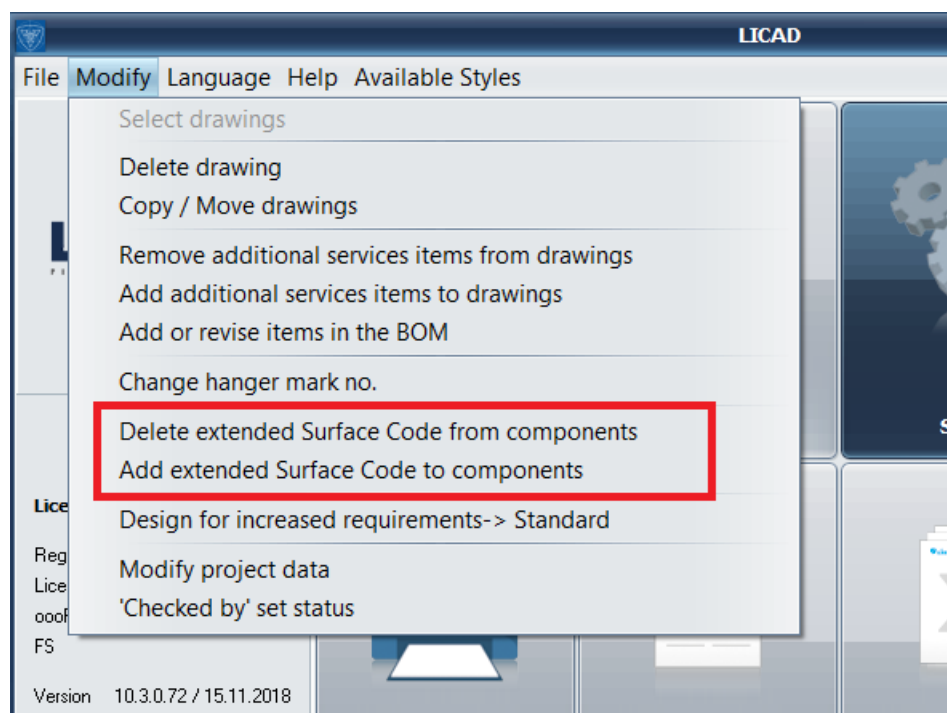 LICAD
File Modify Language Help Available Styles
Select drawings
Delete drawing
Copy / Move drawings
Remove additional services items from drawings
Add additional services items to drawings
Add or revise items in the BOM
Change hanger mark no.
Delete extended Surface Code from components
Add extended Surface Code to components
Design for increased requirements-> Standard
Modify project data
'Checked by' set status
Lice
Reg
Lice
FS
Version 10.3.0.72 / 15.11.2018